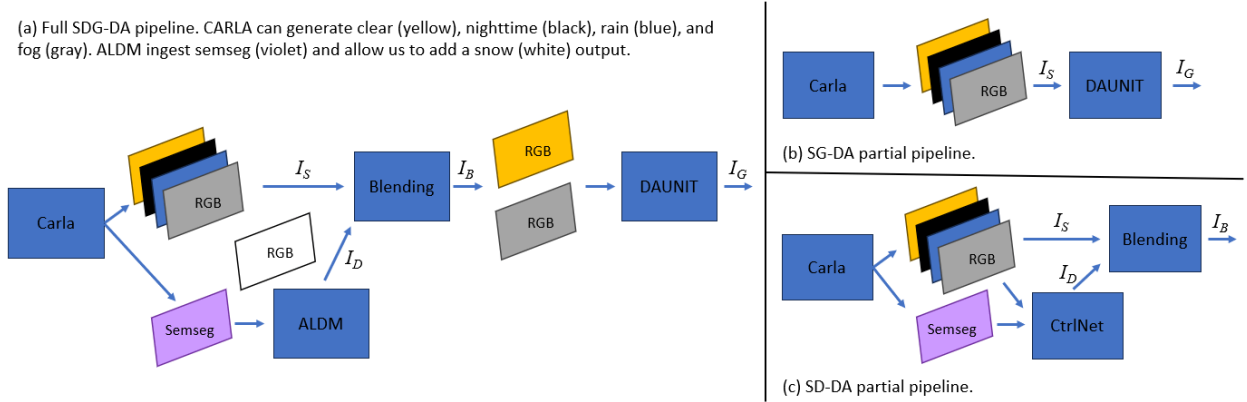 (a) Full SDG-DA pipeline. CARLA can generate clear (yellow), nighttime (black), rain (blue), and
fog (gray). ALDM ingest semseg (violet) and allow us to add a snow (white) output.
Carla
RGB
I_S
RGB
Semseg
ALDM
I_D
Blending
I_B
RGB
RGB
DAUNIT
I_G
Carla
RGB
I_S
DAUNIT
I_G
(b) SG-DA partial pipeline.
Carla
RGB
Semseg
I_S
I_D
CtrlNet
Blending
I_B
(c) SD-DA partial pipeline.